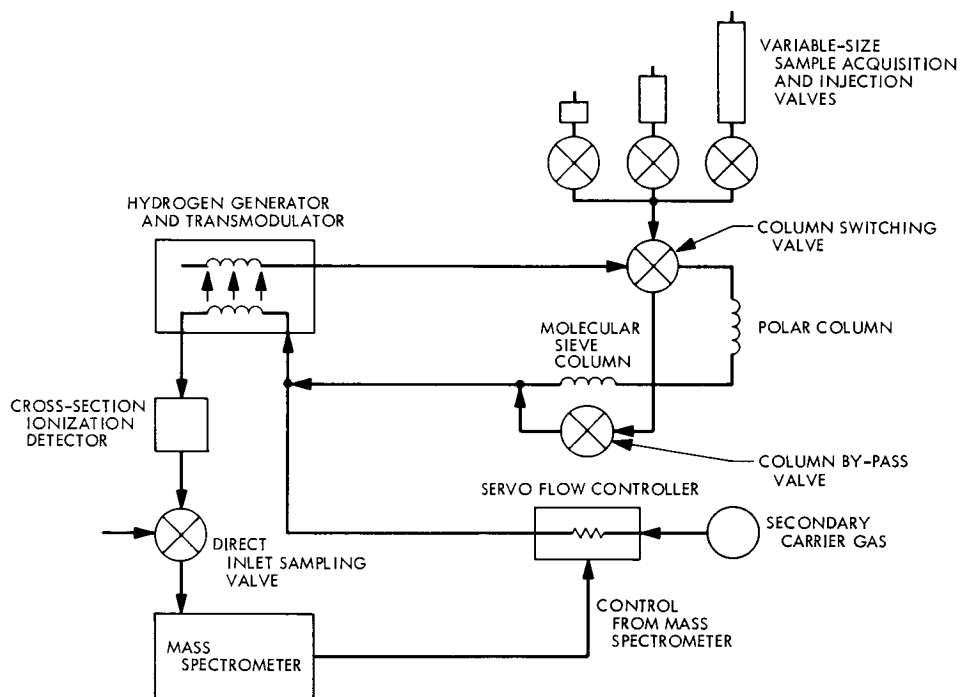 VARIABLE-SIZE
SAMPLE ACQUISITION
AND INJECTION
VALVES
HYDROGEN GENERATOR
AND TRANSMODULATOR
COLUMN SWITCHING
VALVE
POLAR COLUMN
MOLECULAR
SIEVE
COLUMN
CROSS-SECTION
IONIZATION
DETECTOR
COLUMN BY-PASS
VALVE
SERVO FLOW CONTROLLER
SECONDARY
CARRIER GAS
DIRECT
INLET SAMPLING
VALVE
CONTROL
FROM MASS
SPECTROMETER
MASS
SPECTROMETER